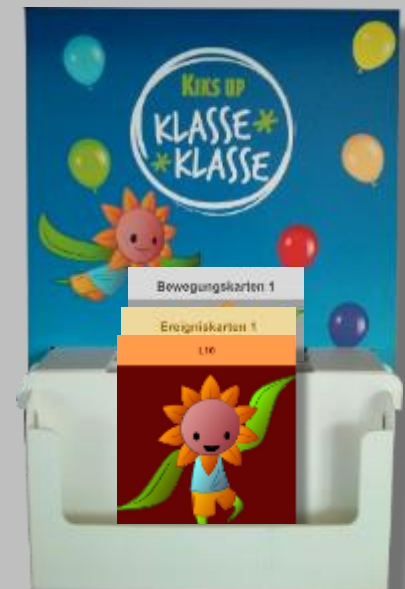 KIKS UP
KLASSE
KLASSE
Bewegungskarten 1
Ereigniskarten 1
L10